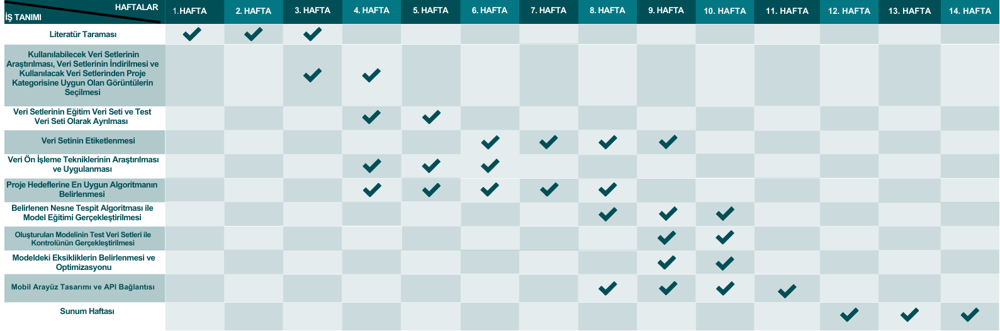 HAFTALAR
İŞ TANIMI
1.HAFTA
2. HAFTA
3. HAFTA
4. HAFTA
5. HAFTA
6. HAFTA
7. HAFTA
8. HAFTA
9. HAFTA
10. HAFTA
11. HAFTA
12. HAFTA
13. HAFTA
14. HAFTA
Literatür Taraması
Kullanılabilecek Veri Setlerinin
Araştırılması, Veri Setlerinin İndirilmesi ve
Kullanılacak Veri Setlerinden Proje
Kategorisine Uygun Olan Görüntülerin
Seçilmesi
Veri Setlerinin Eğitim Veri Seti ve Test
Veri Seti Olarak Ayrılması
Veri Setinin Etiketlenmesi
Veri Ön İşleme Tekniklerinin Araştırılması
ve Uygulanması
Proje Hedeflerine En Uygun Algoritmanın
Belirlenmesi
Belirlenen Nesne Tespit Algoritması ile
Model Eğitimi Gerçekleştirilmesi
Oluşturulan Modelinin Test Veri Setleri ile
Kontrolünün Gerçekleştirilmesi
Modeldeki Eksikliklerin Belirlenmesi ve
Optimizasyonu
Mobil Arayüz Tasarımı ve API Bağlantısı
Sunum Haftası